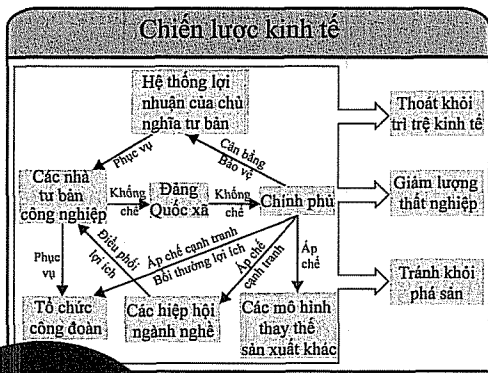 Chiến lược kinh tế
Hệ thống lợi
nhuận của chủ
nghĩa tư bản
Thoát khỏi
trì trệ kinh tế
Phục vụ
Cân bằng
Bảo vệ
Các nhà
tư bản
công nghiệp
Khống
chế
Đảng
Quốc xã
Khống
chế
Chính phủ
Giảm lượng
thất nghiệp
Phục
vụ
Điều phối
lợi ích
Áp chế cạnh tranh
Bồi thường lợi ích
Áp chế
cạnh tranh
Áp
chế
Tổ chức
công đoàn
Các hiệp hội
ngành nghề
Các mô hình
thay thế
sản xuất khác
Tránh khỏi
phá sản